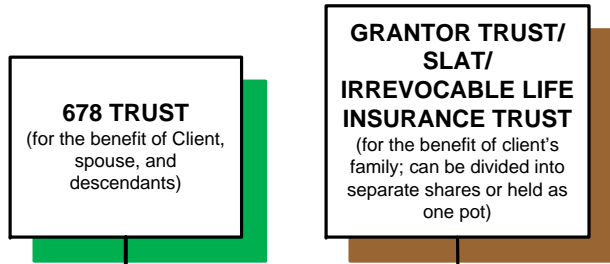 678 TRUST
(for the benefit of Client,
spouse, and
descendants)
GRANTOR TRUST/
SLAT/
IRREVOCABLE LIFE
INSURANCE TRUST
(for the benefit of client's
family; can be divided into
separate shares or held as
one pot)